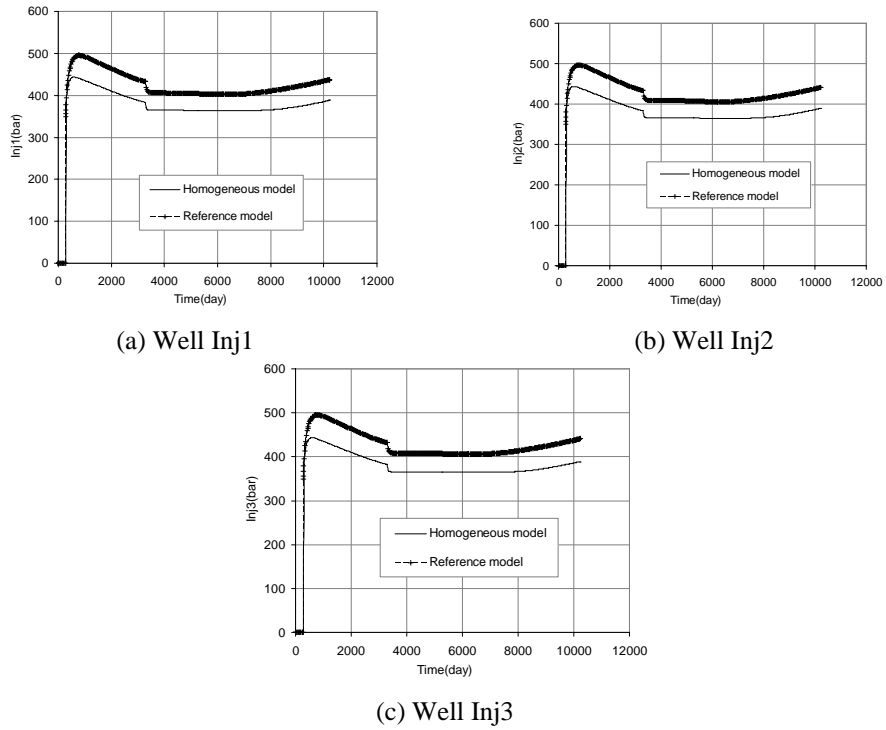 600
500
400
300
200
100
0
Inj1(bar)
Homogeneous model
Reference model
0 2000 4000 6000 8000 10000 12000
Time(day)
(a) Well Inj1
600
500
400
300
200
100
0
Inj2(bar)
Homogeneous model
Reference model
0 2000 4000 6000 8000 10000 12000
Time(day)
(b) Well Inj2
600
500
400
300
200
100
0
Inj3(bar)
Homogeneous model
Reference model
0 2000 4000 6000 8000 10000 12000
Time(day)
(c) Well Inj3